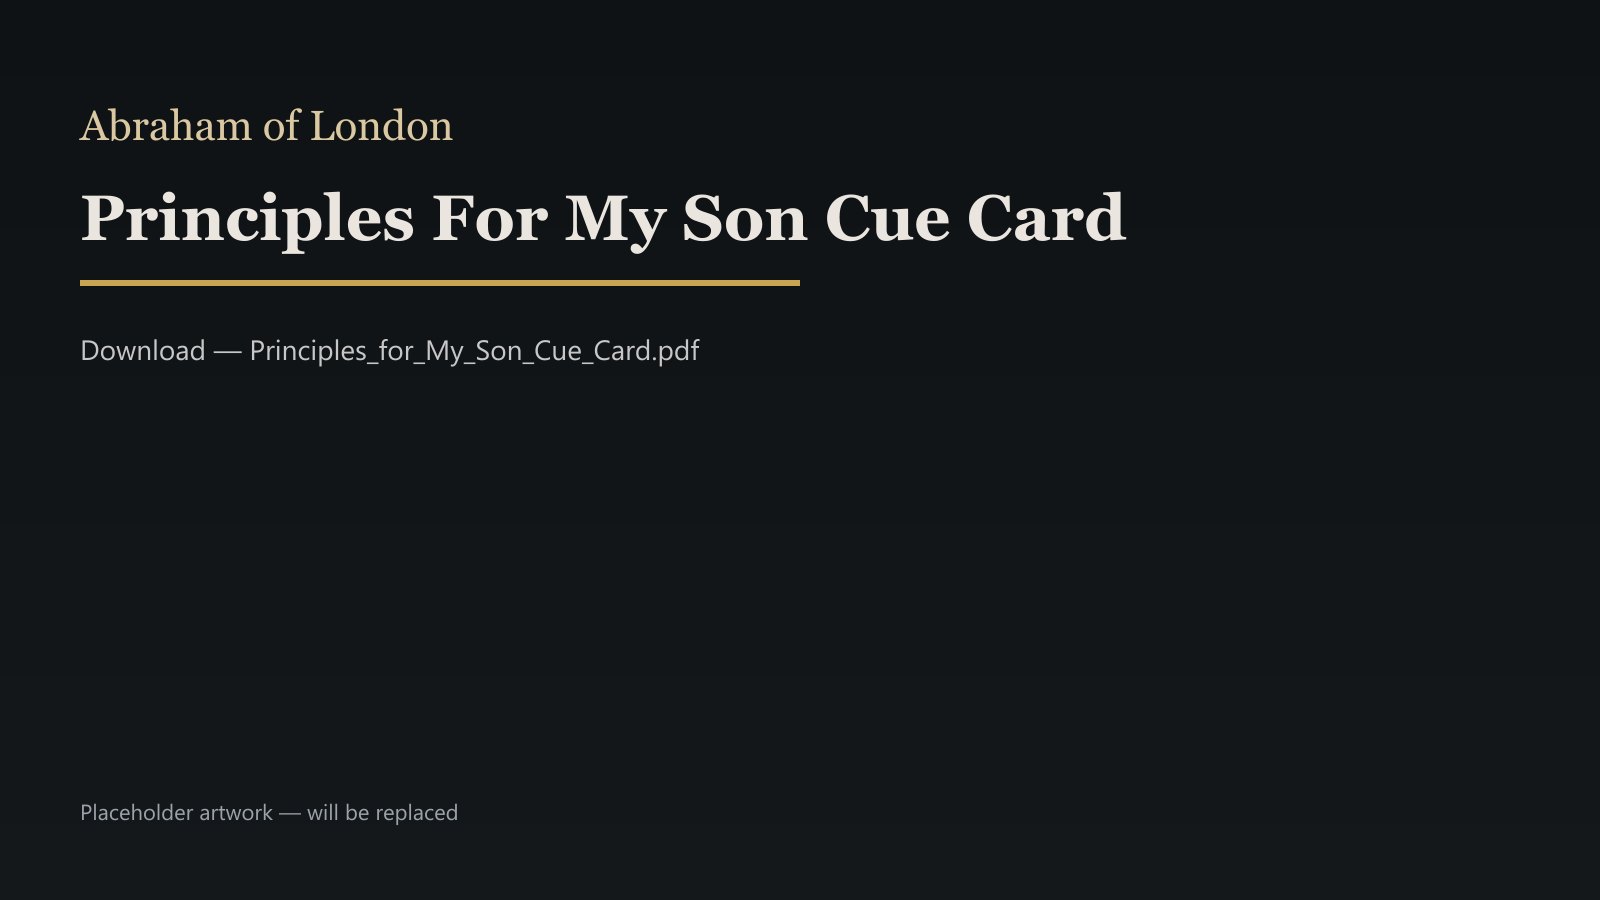 Abraham of London
Principles For My Son Cue Card
Download — Principles_for_My_Son_Cue_Card.pdf
Placeholder artwork — will be replaced